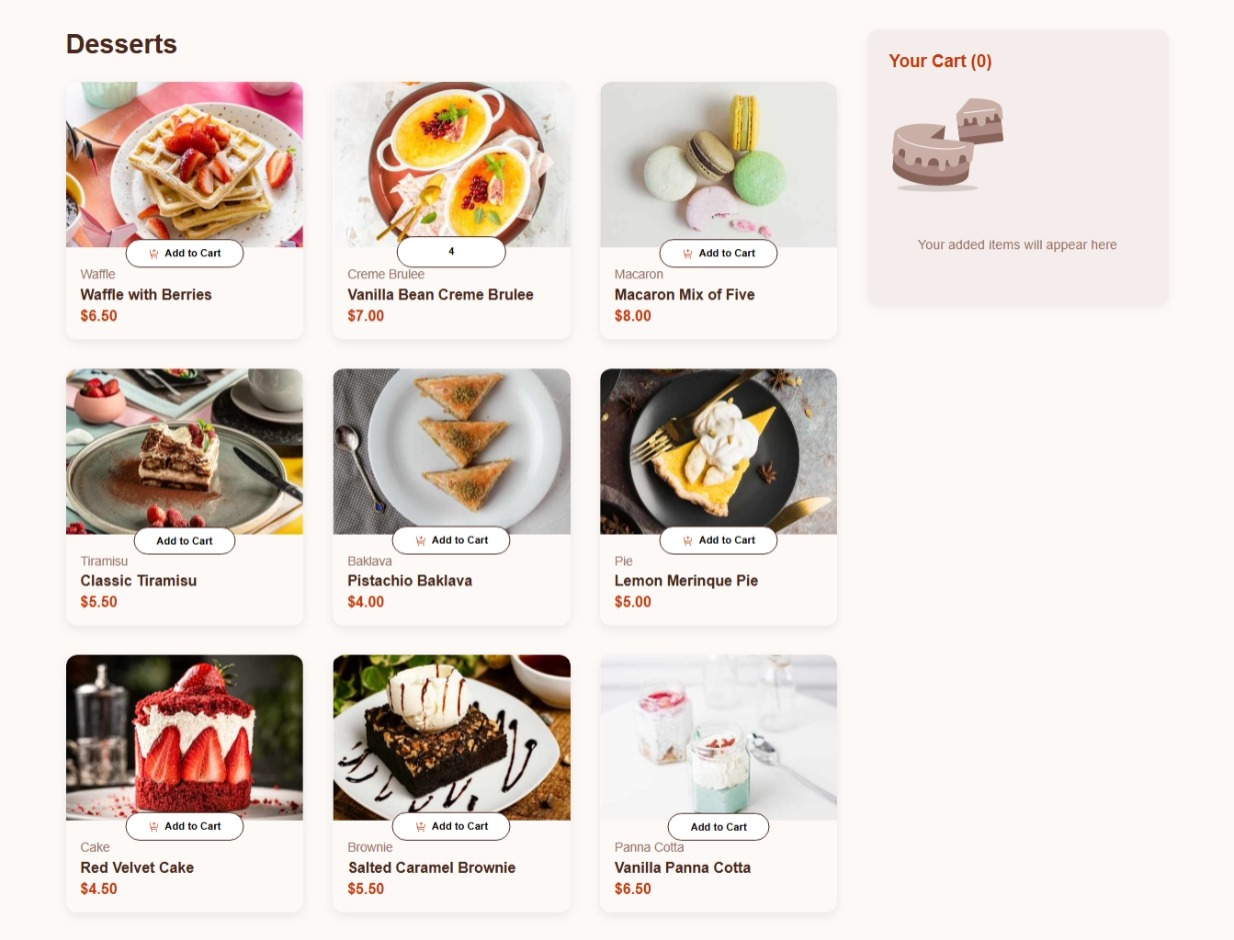 Desserts
Your Cart (0)
Your added items will appear here
Add to Cart
Waffle
Waffle with Berries
$6.50
4
Creme Brulee
Vanilla Bean Creme Brulee
$7.00
Add to Cart
Macaron
Macaron Mix of Five
$8.00
Add to Cart
Tiramisu
Classic Tiramisu
$5.50
Add to Cart
Baklava
Pistachio Baklava
$4.00
Add to Cart
Pie
Lemon Merinque Pie
$5.00
Add to Cart
Cake
Red Velvet Cake
$4.50
Add to Cart
Brownie
Salted Caramel Brownie
$5.50
Add to Cart
Panna Cotta
Vanilla Panna Cotta
$6.50